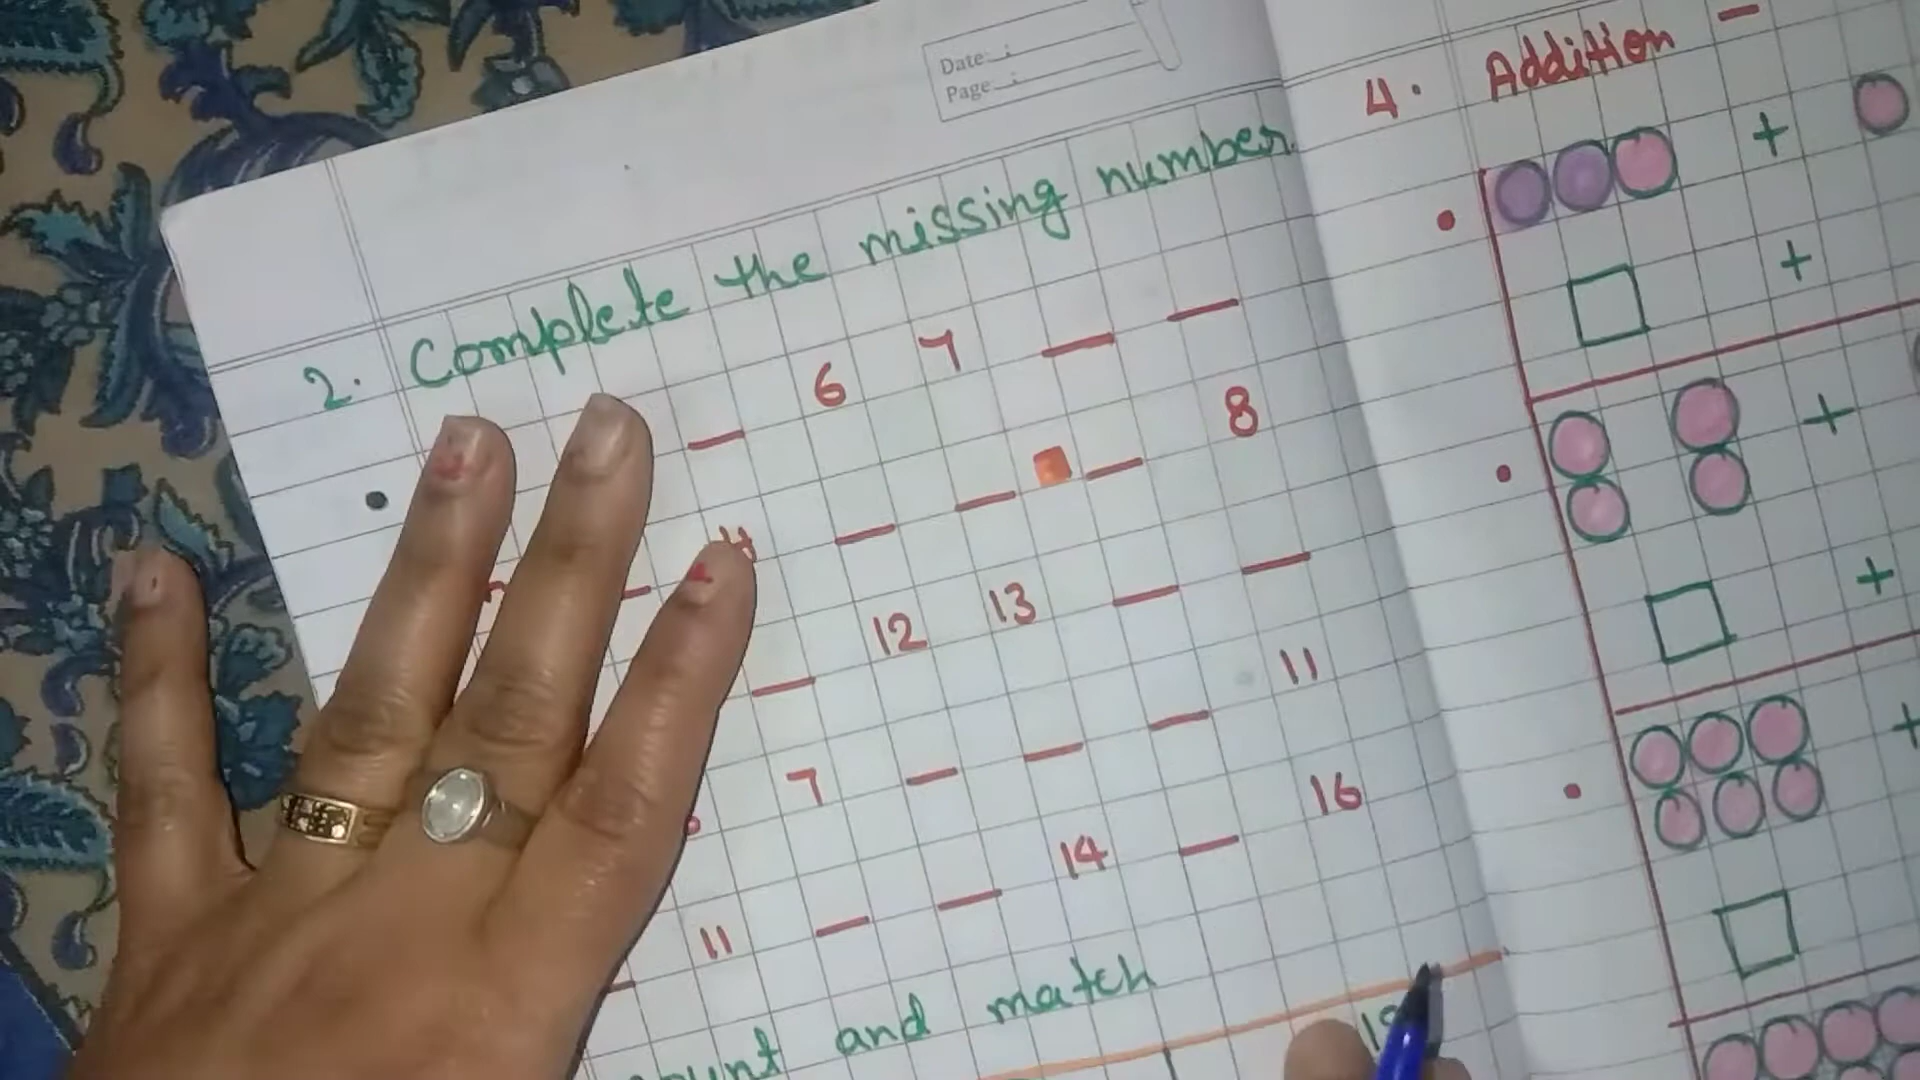 Date:
Page:
2. Complete the missing number.
— 6 7 — —
4 — — — 8
— 12 13 — —
7 — — — 11
11 — — 14 — 16
and match
4. Addition —
+
+
+
+
+